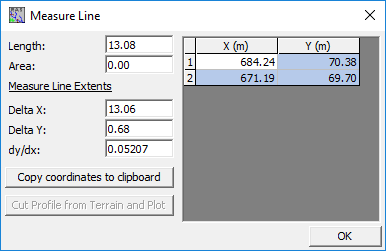 Measure Line
Length: 13.08
Area: 0.00
Measure Line Extents
Delta X: 13.06
Delta Y: 0.68
dy/dx: 0.05207
Copy coordinates to clipboard
Cut Profile from Terrain and Plot
X (m) Y (m)
1 684.24 70.38
2 671.19 69.70
OK